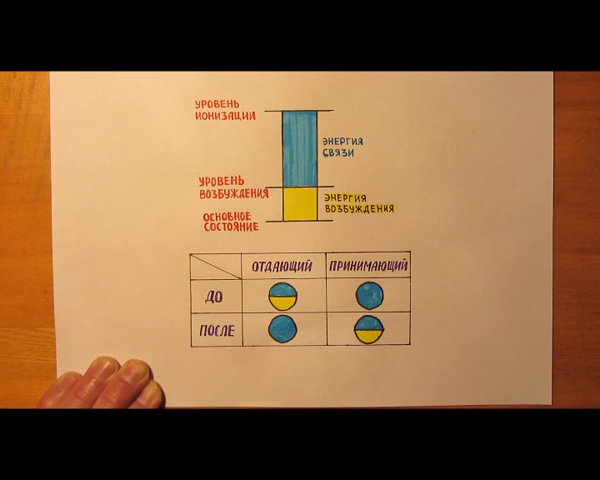 УРОВЕНЬ
ИОНИЗАЦИИ
ЭНЕРГИЯ
СВЯЗИ
УРОВЕНЬ
ВОЗБУЖДЕНИЯ
ЭНЕРГИЯ
ВОЗБУЖДЕНИЯ
ОСНОВНОЕ
СОСТОЯНИЕ
ОТДАЮЩИЙ ПРИНИМАЮЩИЙ
ДО
ПОСЛЕ